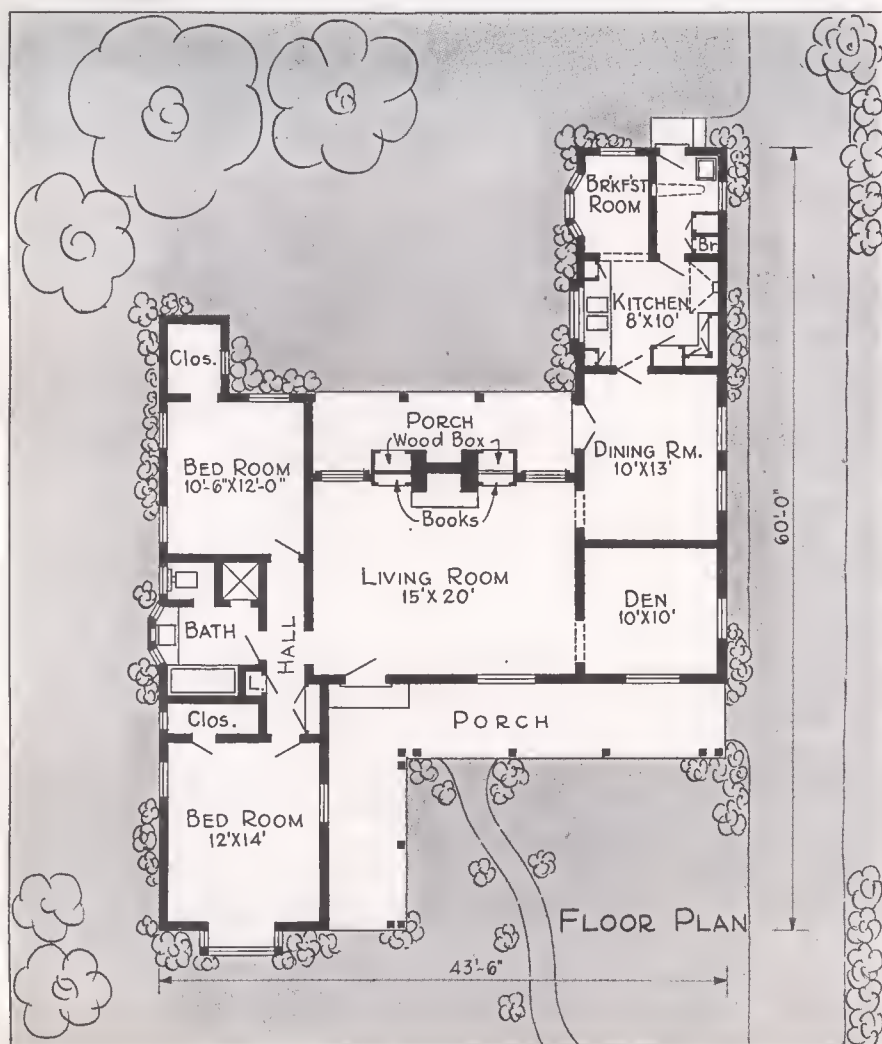 BR'KF'ST
ROOM
Br.
KITCHEN
8'X10'
Clos.
PORCH
Wood Box
BED ROOM
10'-6"X12'-0"
DINING RM.
10'X13'
Books
60'-0"
LIVING ROOM
15'X 20'
DEN
10'X10'
BATH
HALL
Clos.
PORCH
BED ROOM
12'X14'
FLOOR PLAN
43'-6"